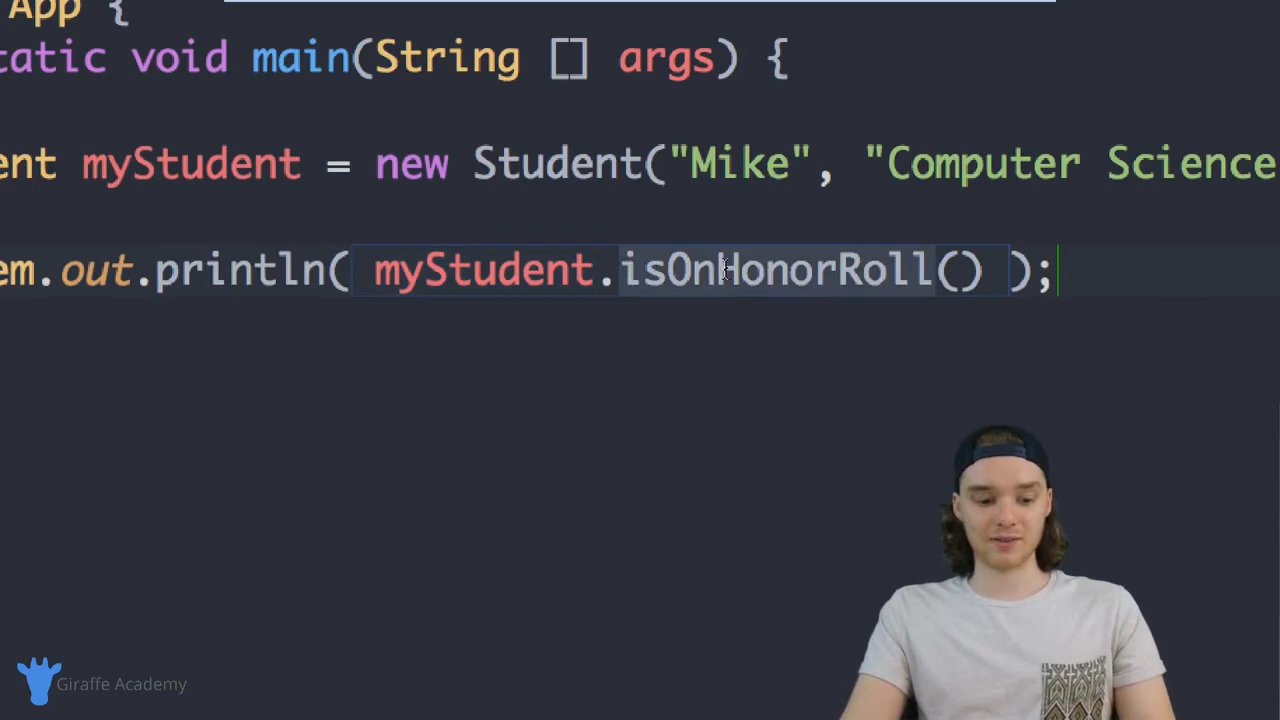 App {
tatic void main(String [] args) {
ent myStudent = new Student("Mike", "Computer Science
em.out.println( myStudent.isOnHonorRoll() );
Giraffe Academy